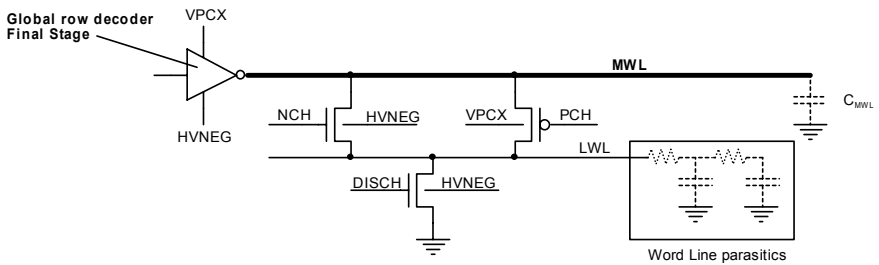 Global row decoder
Final Stage
VPCX
MWL
HVNEG
NCH
HVNEG
VPCX
PCH
C_MWL
LWL
DISCH
HVNEG
Word Line parasitics